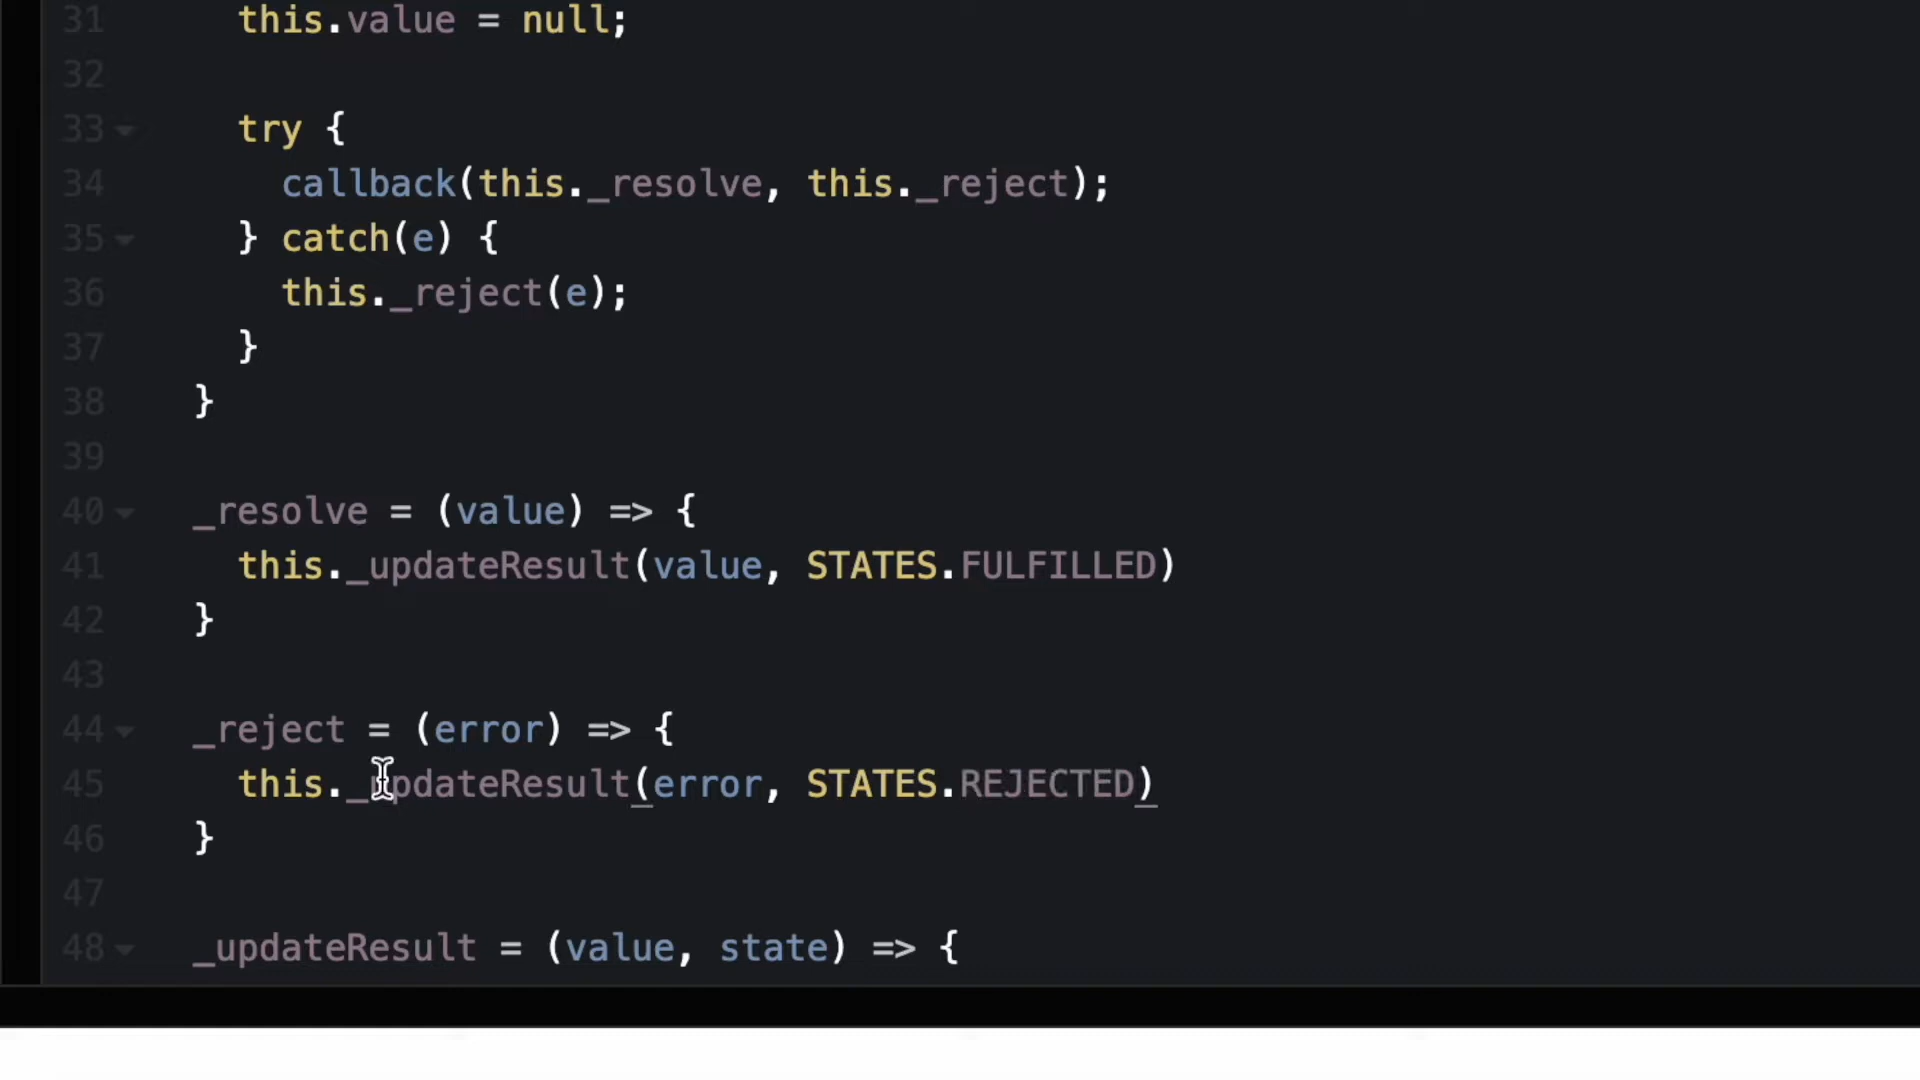 31 this.value = null;
32
33 try {
34 callback(this._resolve, this._reject);
35 } catch(e) {
36 this._reject(e);
37 }
38 }
39
40 _resolve = (value) => {
41 this._updateResult(value, STATES.FULFILLED)
42 }
43
44 _reject = (error) => {
45 this._updateResult(error, STATES.REJECTED)
46 }
47
48 _updateResult = (value, state) => {